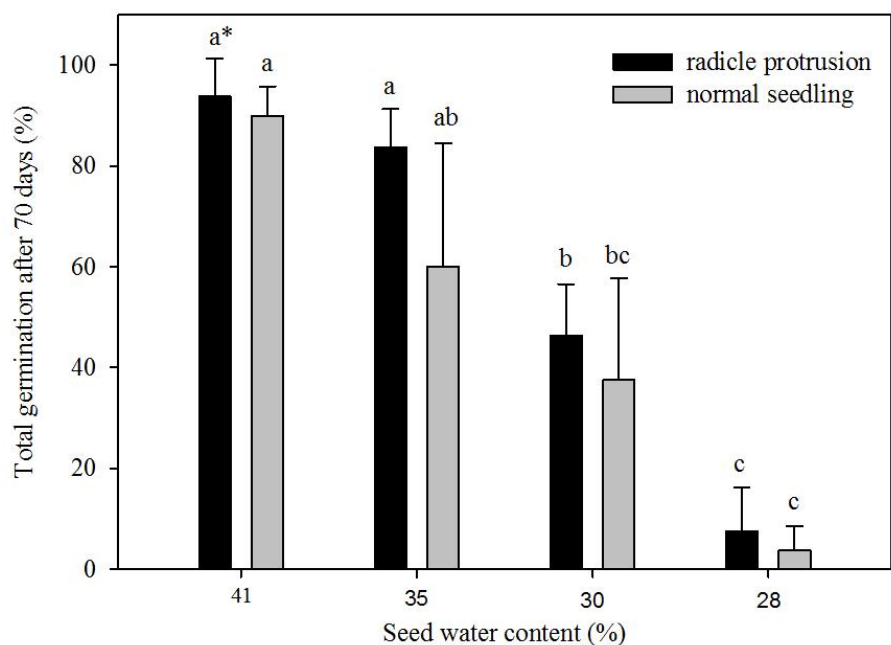 a*
a
a
ab
b
bc
c
c
radicle protrusion
normal seedling
Total germination after 70 days (%)
100
80
60
40
20
0
41
35
30
28
Seed water content (%)